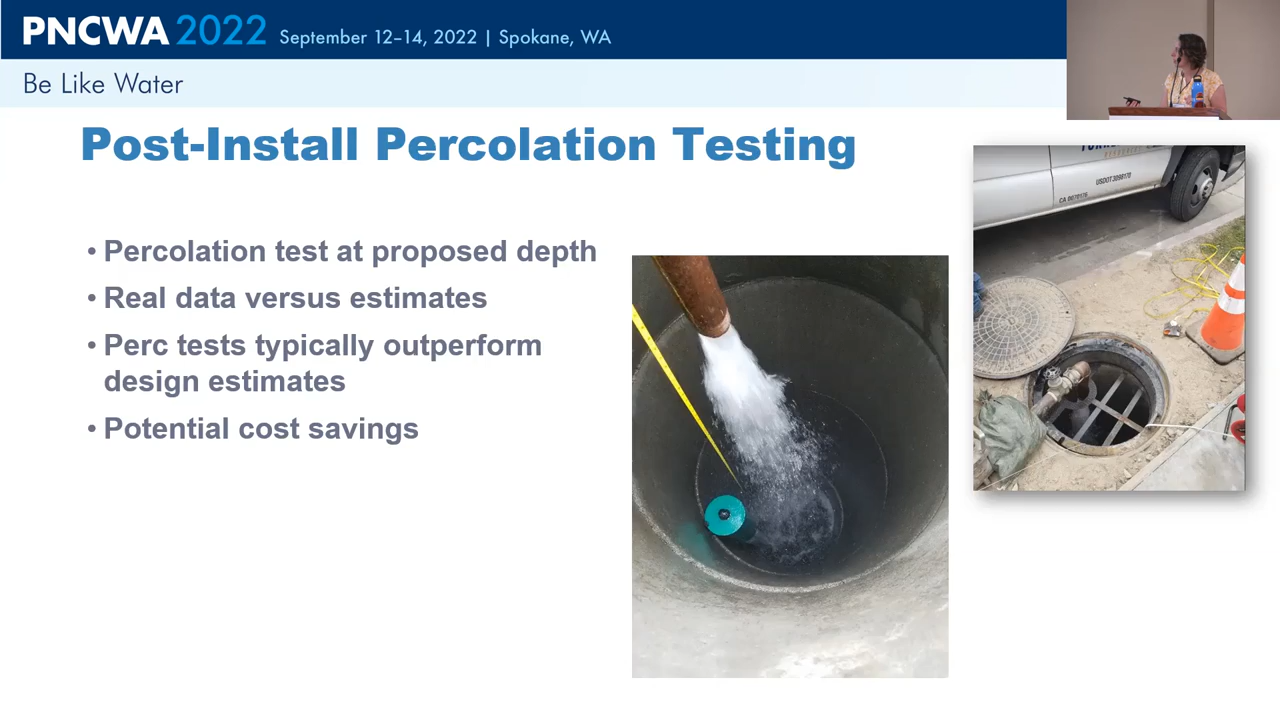 PNCWA 2022 September 12–14, 2022 | Spokane, WA
Be Like Water
Post-Install Percolation Testing
• Percolation test at proposed depth
• Real data versus estimates
• Perc tests typically outperform
design estimates
• Potential cost savings
USDOT3098178